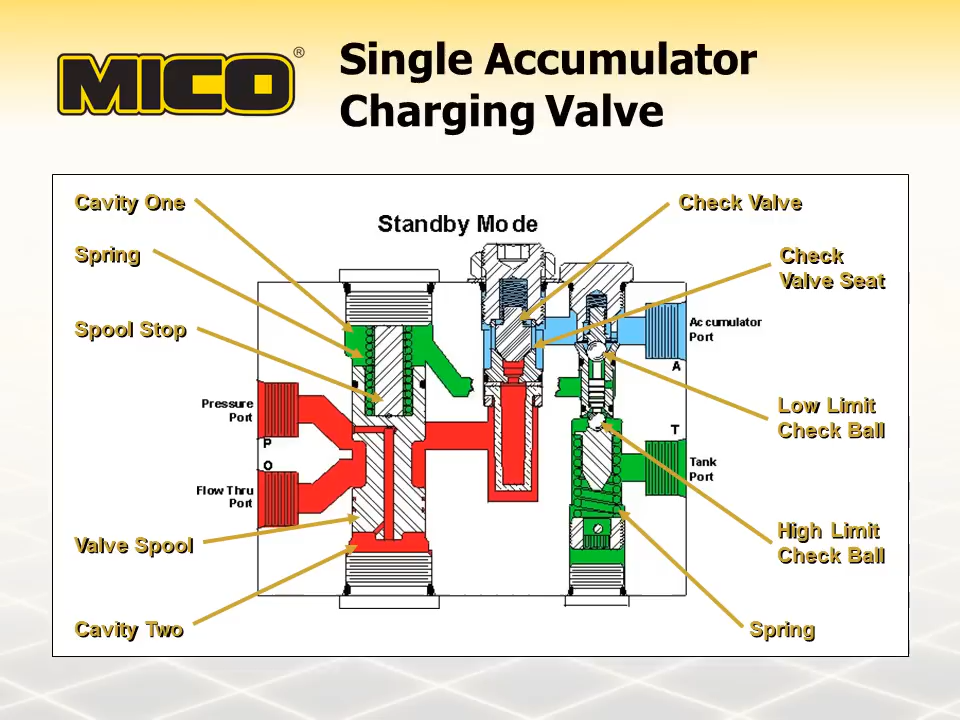 MICO®
Single Accumulator
Charging Valve
Cavity One
Spring
Spool Stop
Standby Mode
Check Valve
Check
Valve Seat
Accumulator
Port
A
Pressure
Port
P
O
Flow Thru
Port
Low Limit
Check Ball
T
Tank
Port
Valve Spool
High Limit
Check Ball
Cavity Two
Spring